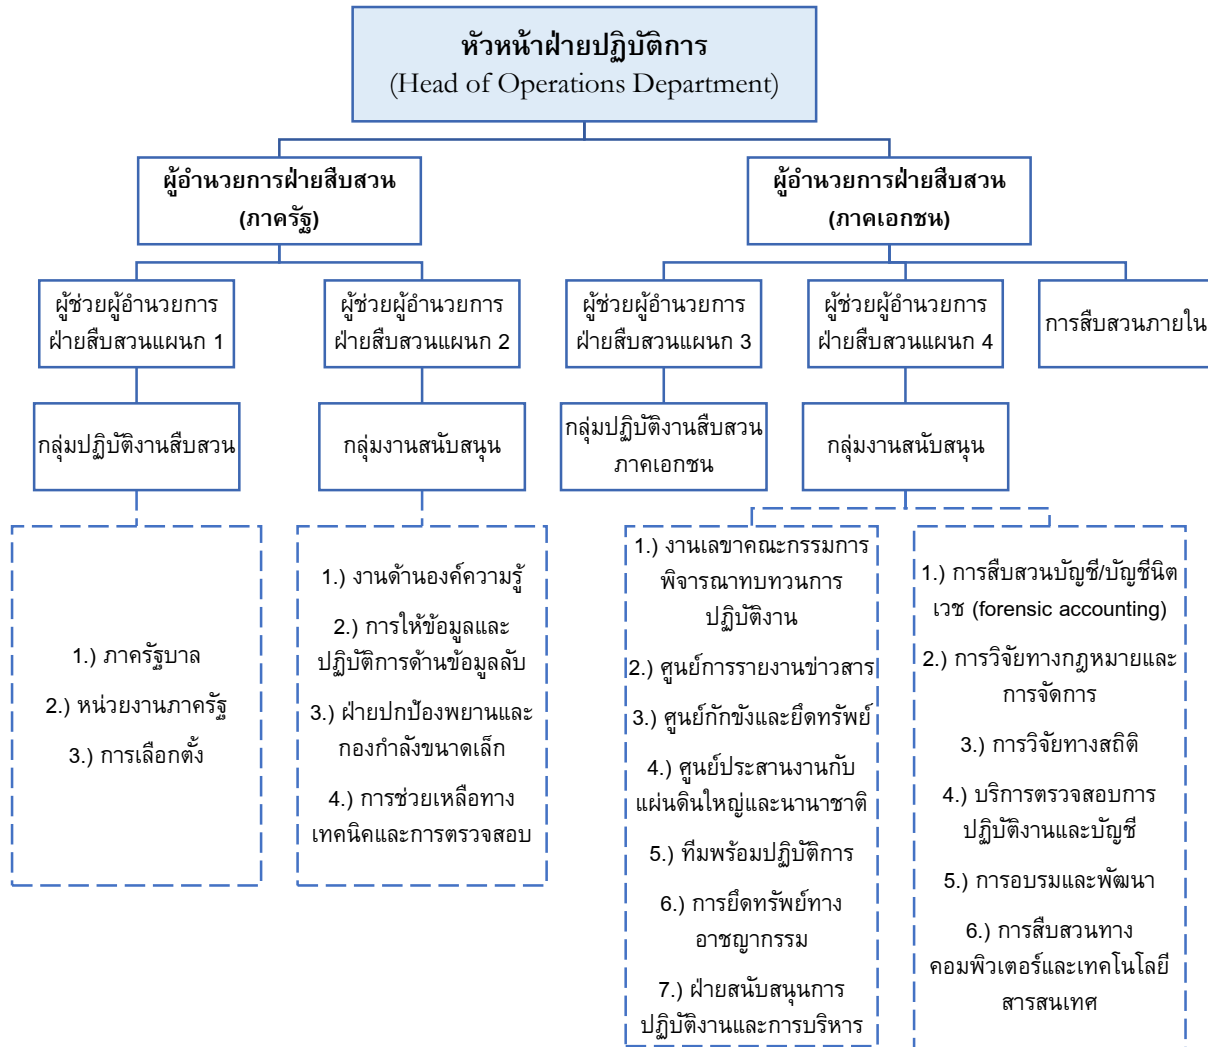 หัวหน้าฝ่ายปฏิบัติการ
(Head of Operations Department)
ผู้อำนวยการฝ่ายสืบสวน
(ภาครัฐ)
ผู้อำนวยการฝ่ายสืบสวน
(ภาคเอกชน)
ผู้ช่วยผู้อำนวยการ
ฝ่ายสืบสวนแผนก 1
ผู้ช่วยผู้อำนวยการ
ฝ่ายสืบสวนแผนก 2
ผู้ช่วยผู้อำนวยการ
ฝ่ายสืบสวนแผนก 3
ผู้ช่วยผู้อำนวยการ
ฝ่ายสืบสวนแผนก 4
การสืบสวนภายใน
กลุ่มปฏิบัติงานสืบสวน
กลุ่มงานสนับสนุน
กลุ่มปฏิบัติงานสืบสวน
ภาคเอกชน
กลุ่มงานสนับสนุน
1.) ภาครัฐบาล
2.) หน่วยงานภาครัฐ
3.) การเลือกตั้ง
1.) งานด้านองค์ความรู้
2.) การให้ข้อมูลและ
ปฏิบัติการด้านข้อมูลลับ
3.) ฝ่ายปกป้องพยานและ
กองกำลังขนาดเล็ก
4.) การช่วยเหลือทาง
เทคนิคและการตรวจสอบ
1.) งานเลขาคณะกรรมการ
พิจารณาทบทวนการ
ปฏิบัติงาน
2.) ศูนย์การรายงานข่าวสาร
3.) ศูนย์กักขังและยึดทรัพย์
4.) ศูนย์ประสานงานกับ
แผ่นดินใหญ่และนานาชาติ
5.) ทีมพร้อมปฏิบัติการ
6.) การยึดทรัพย์ทาง
อาชญากรรม
7.) ฝ่ายสนับสนุนการ
ปฏิบัติงานและการบริหาร
1.) การสืบสวนบัญชี/บัญชีนิต
เวช (forensic accounting)
2.) การวิจัยทางกฎหมายและ
การจัดการ
3.) การวิจัยทางสถิติ
4.) บริการตรวจสอบการ
ปฏิบัติงานและบัญชี
5.) การอบรมและพัฒนา
6.) การสืบสวนทาง
คอมพิวเตอร์และเทคโนโลยี
สารสนเทศ